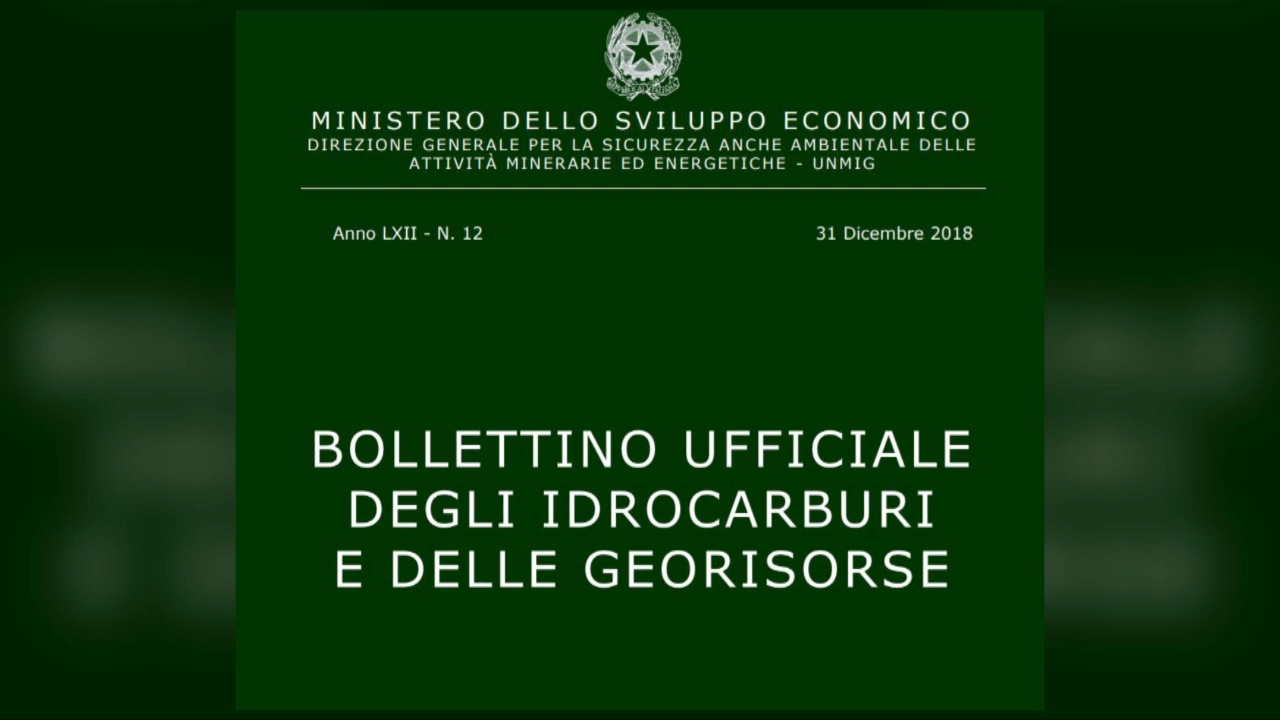 MINISTERO DELLO SVILUPPO ECONOMICO
DIREZIONE GENERALE PER LA SICUREZZA ANCHE AMBIENTALE DELLE
ATTIVITÀ MINERARIE ED ENERGETICHE - UNMIG
Anno LXII - N. 12 31 Dicembre 2018
BOLLETTINO UFFICIALE
DEGLI IDROCARBURI
E DELLE GEORISORSE